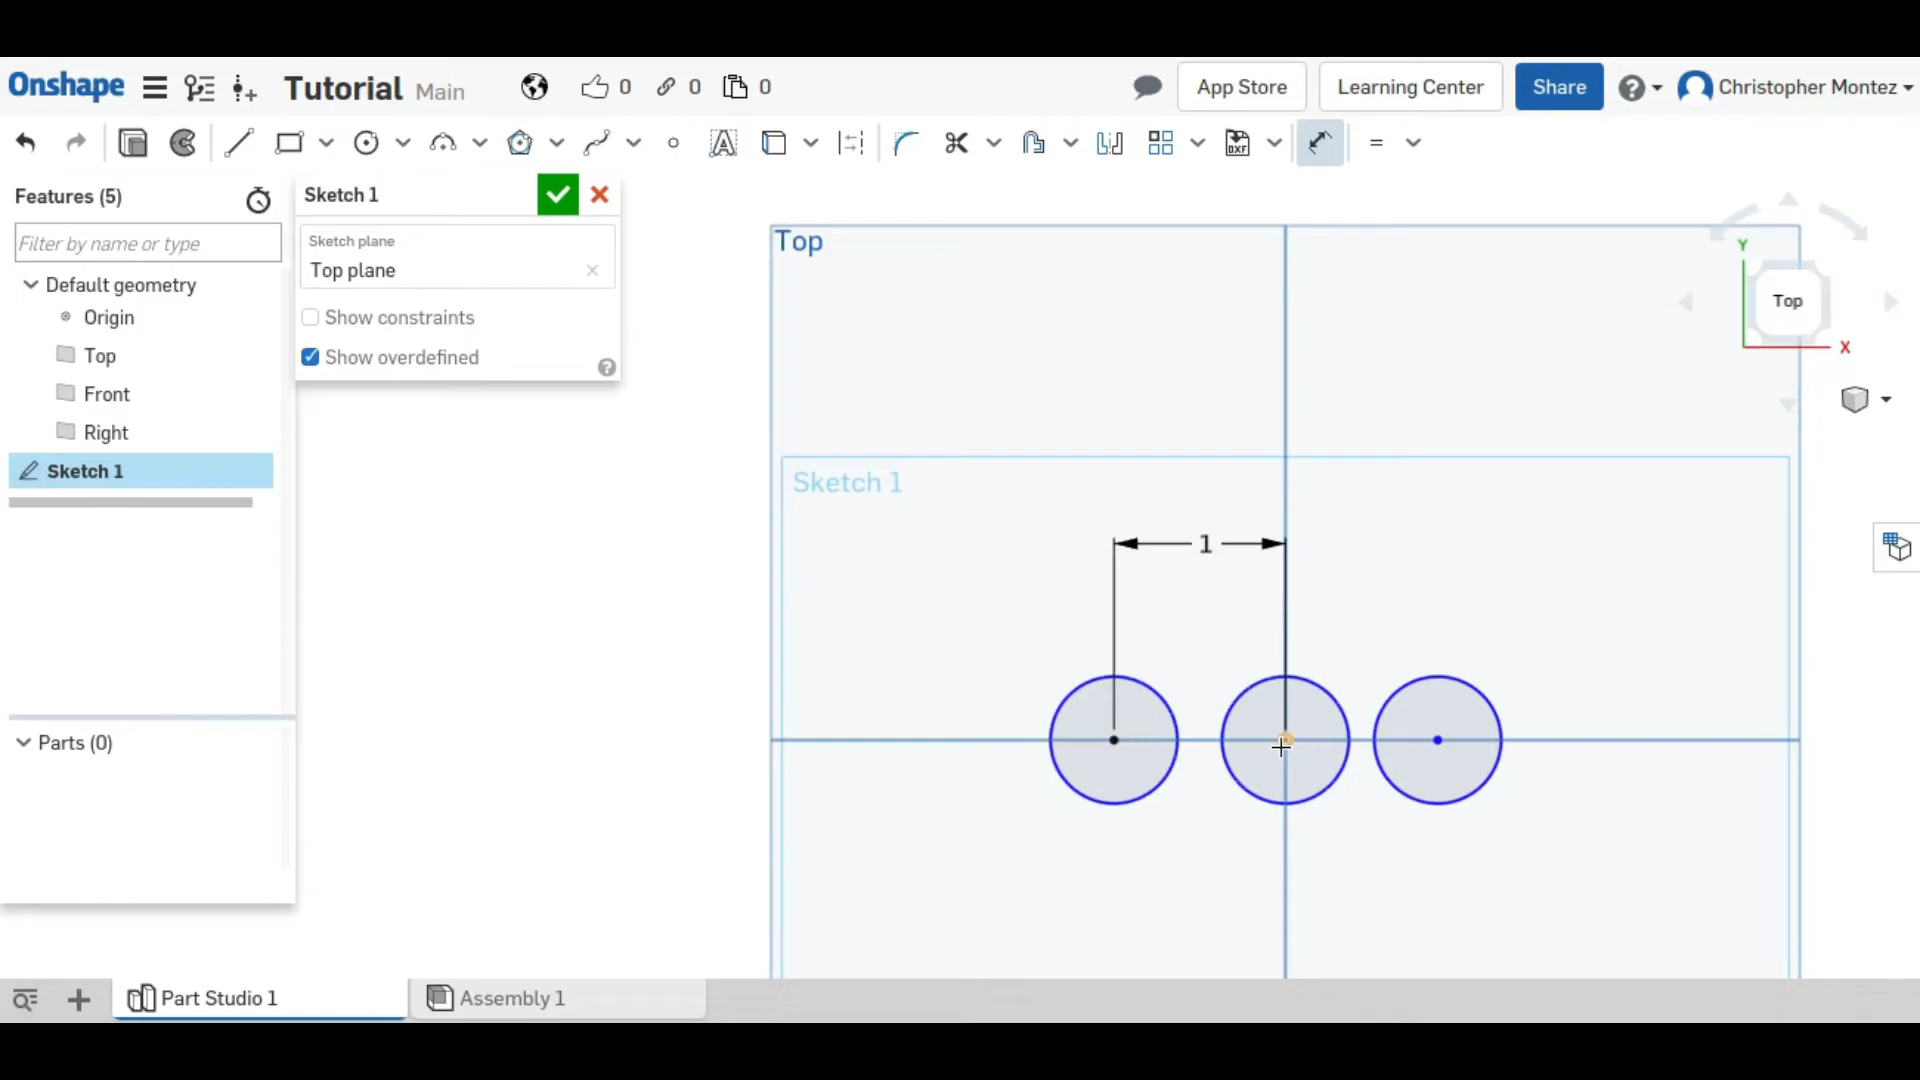 Onshape Tutorial Main 0 0 0 App Store Learning Center Share ? Christopher Montez
DXF =
Features (5)
Filter by name or type
Default geometry
Origin
Top
Front
Right
Sketch 1
Parts (0)
Sketch 1
Sketch plane
Top plane
Show constraints
Show overdefined
?
Top
Sketch 1
1
Y
Top
X
Part Studio 1
Assembly 1